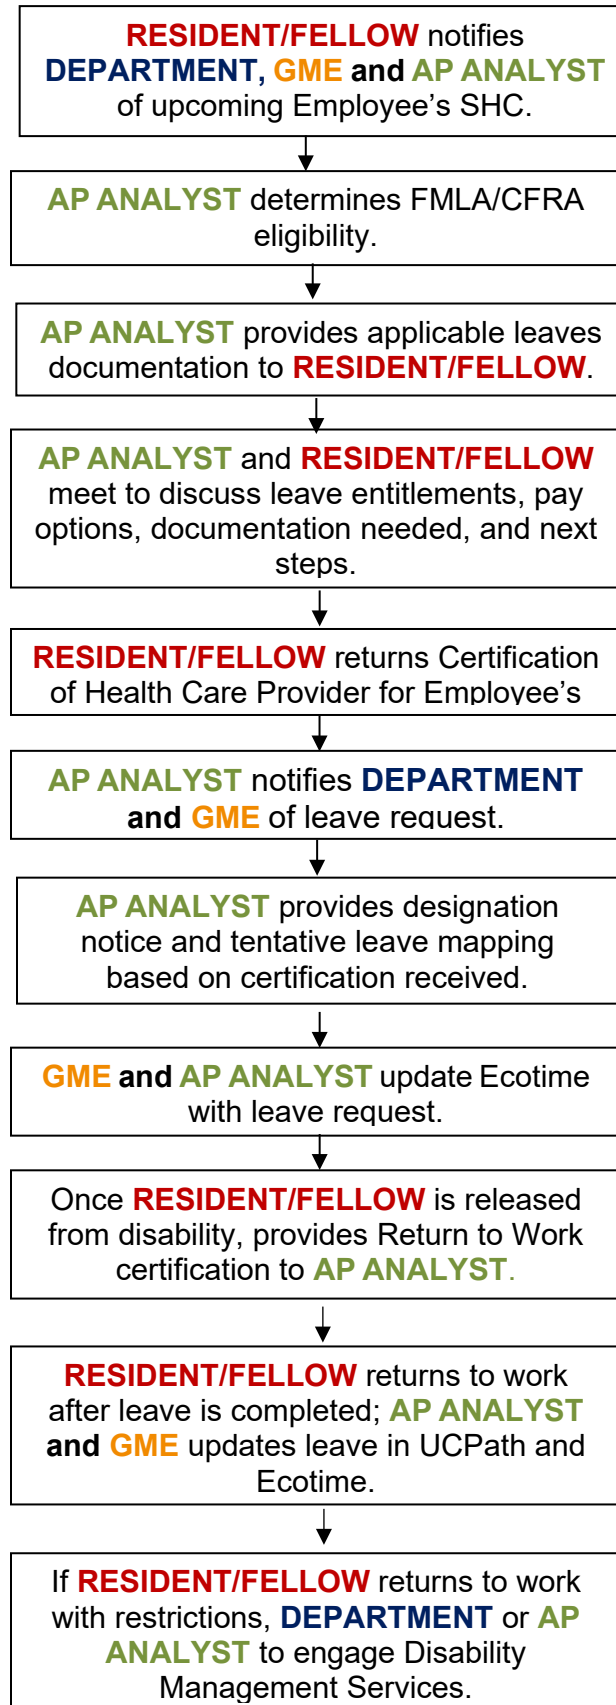 RESIDENT/FELLOW notifies
DEPARTMENT, GME and AP ANALYST
of upcoming Employee’s SHC.
AP ANALYST determines FMLA/CFRA
eligibility.
AP ANALYST provides applicable leaves
documentation to RESIDENT/FELLOW.
AP ANALYST and RESIDENT/FELLOW
meet to discuss leave entitlements, pay
options, documentation needed, and next
steps.
RESIDENT/FELLOW returns Certification
of Health Care Provider for Employee’s
AP ANALYST notifies DEPARTMENT
and GME of leave request.
AP ANALYST provides designation
notice and tentative leave mapping
based on certification received.
GME and AP ANALYST update Ecotime
with leave request.
Once RESIDENT/FELLOW is released
from disability, provides Return to Work
certification to AP ANALYST.
RESIDENT/FELLOW returns to work
after leave is completed; AP ANALYST
and GME updates leave in UCPath and
Ecotime.
If RESIDENT/FELLOW returns to work
with restrictions, DEPARTMENT or AP
ANALYST to engage Disability
Management Services.